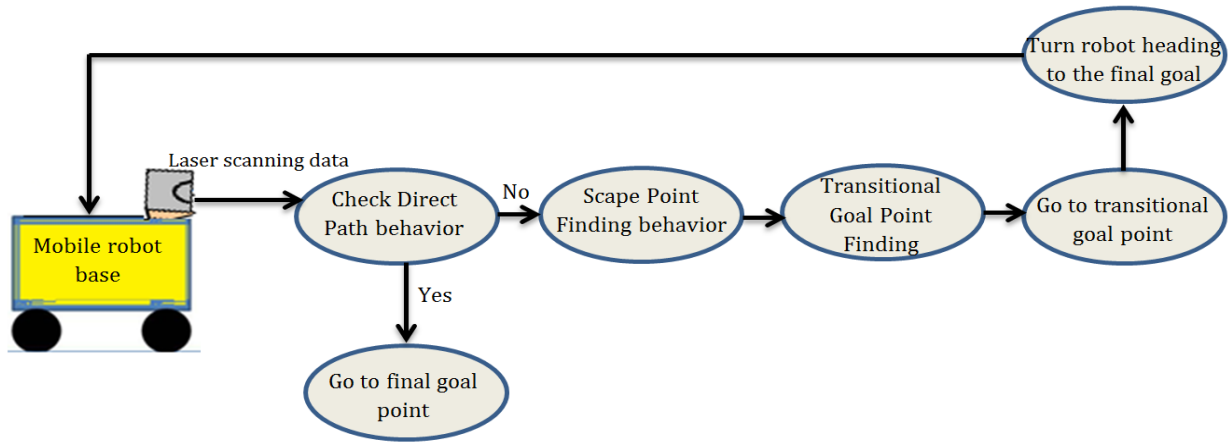 Turn robot heading
to the final goal
Laser scanning data
Mobile robot
base
Check Direct
Path behavior
No
Scape Point
Finding behavior
Transitional
Goal Point
Finding
Go to transitional
goal point
Yes
Go to final goal
point